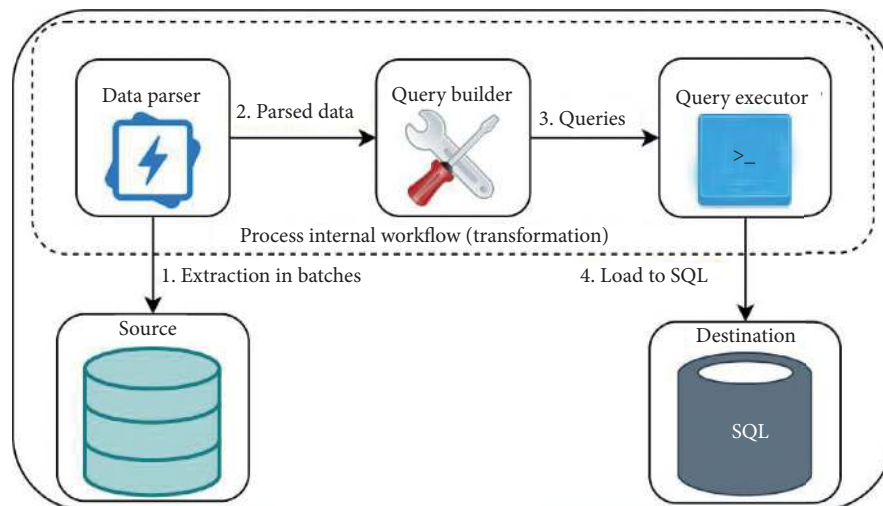 Data parser
2. Parsed data
Query builder
3. Queries
Query executor
>_
Process internal workflow (transformation)
1. Extraction in batches
4. Load to SQL
Source
Destination
SQL